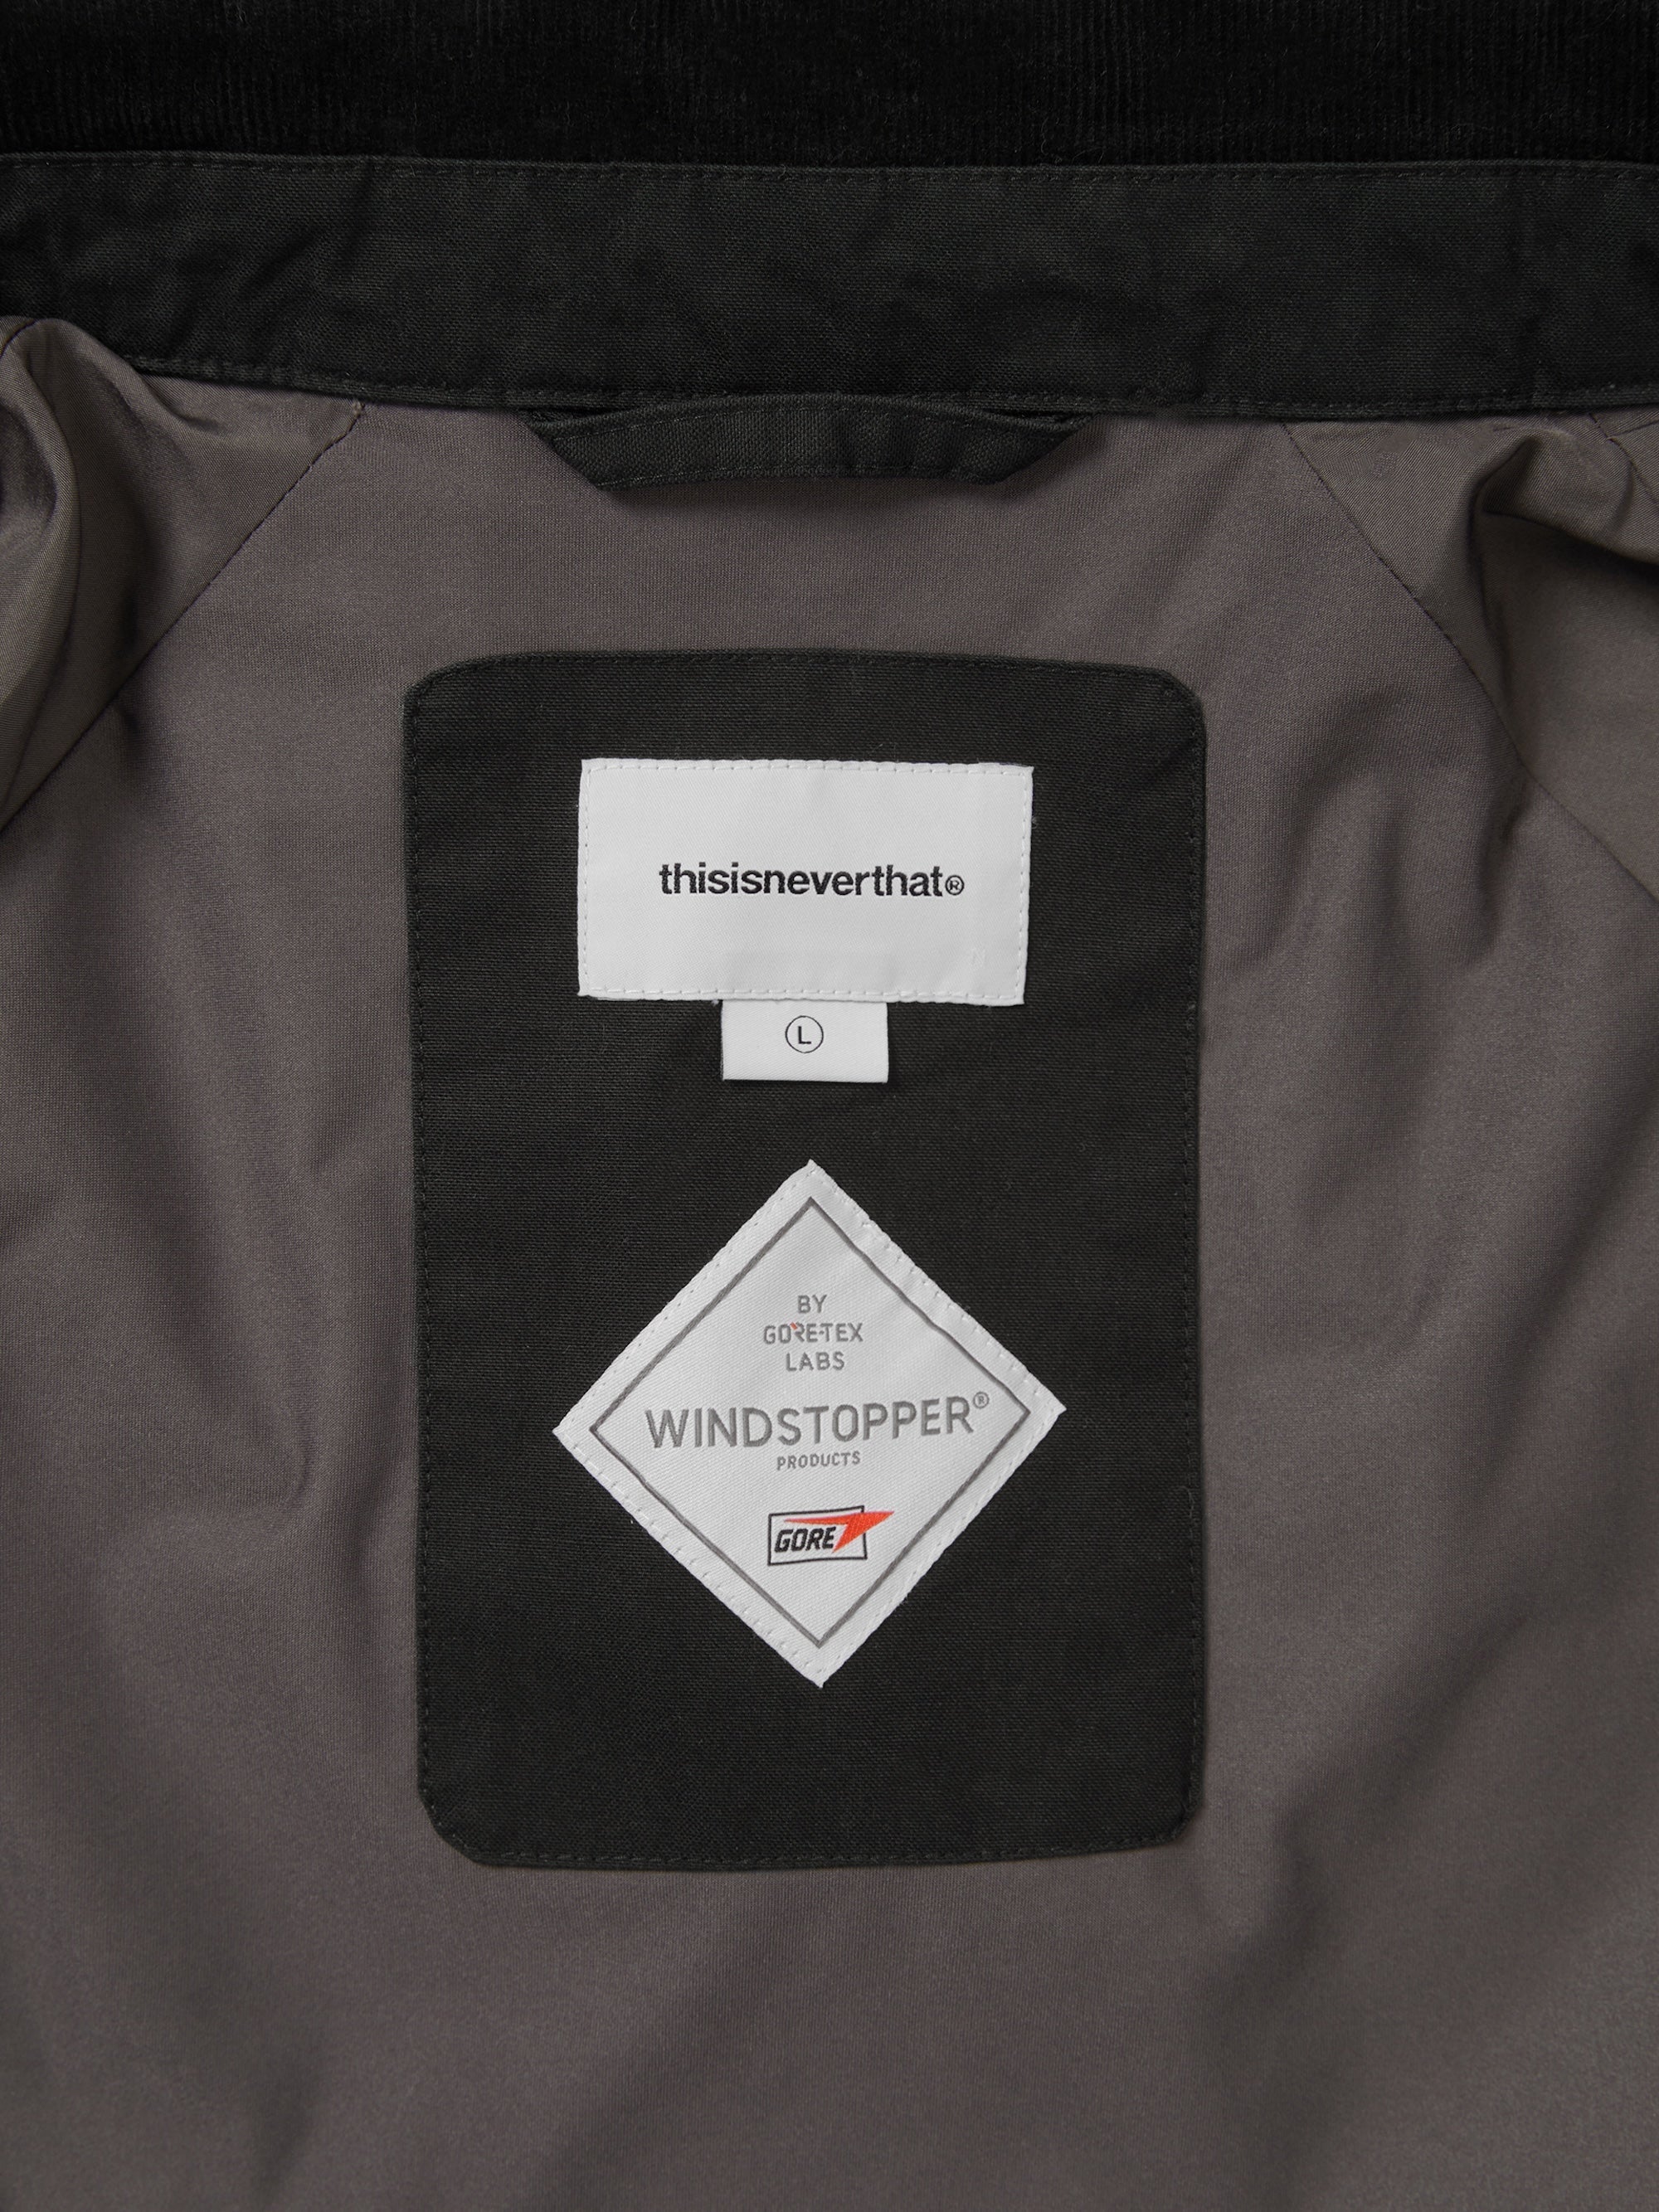 thisisneverthat®
L
BY
GORE-TEX
LABS
WINDSTOPPER®
PRODUCTS
GORE